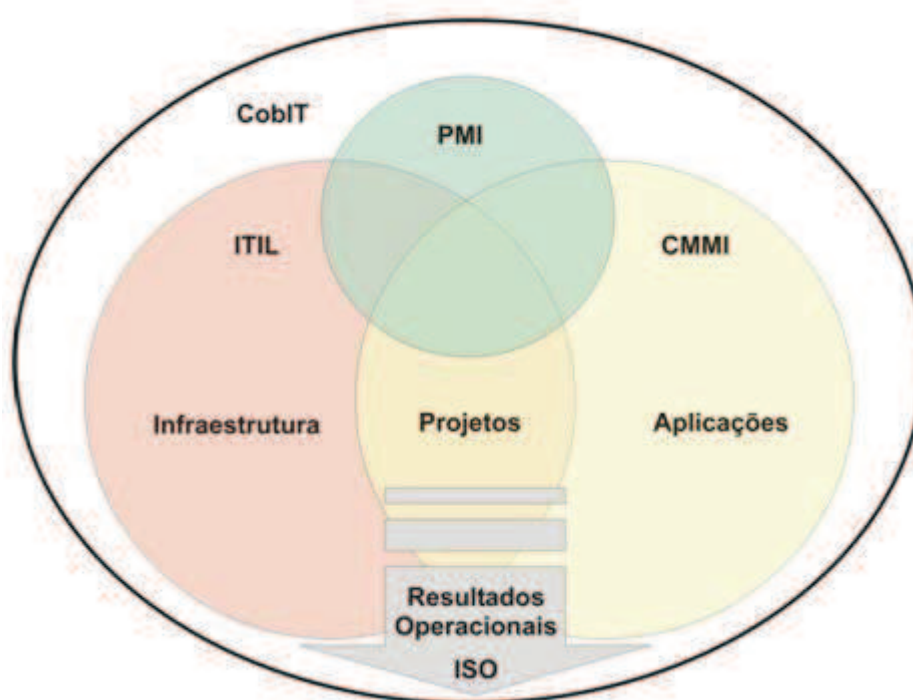 CobIT
PMI
ITIL
CMMI
Infraestrutura
Projetos
Aplicações
Resultados
Operacionais
ISO